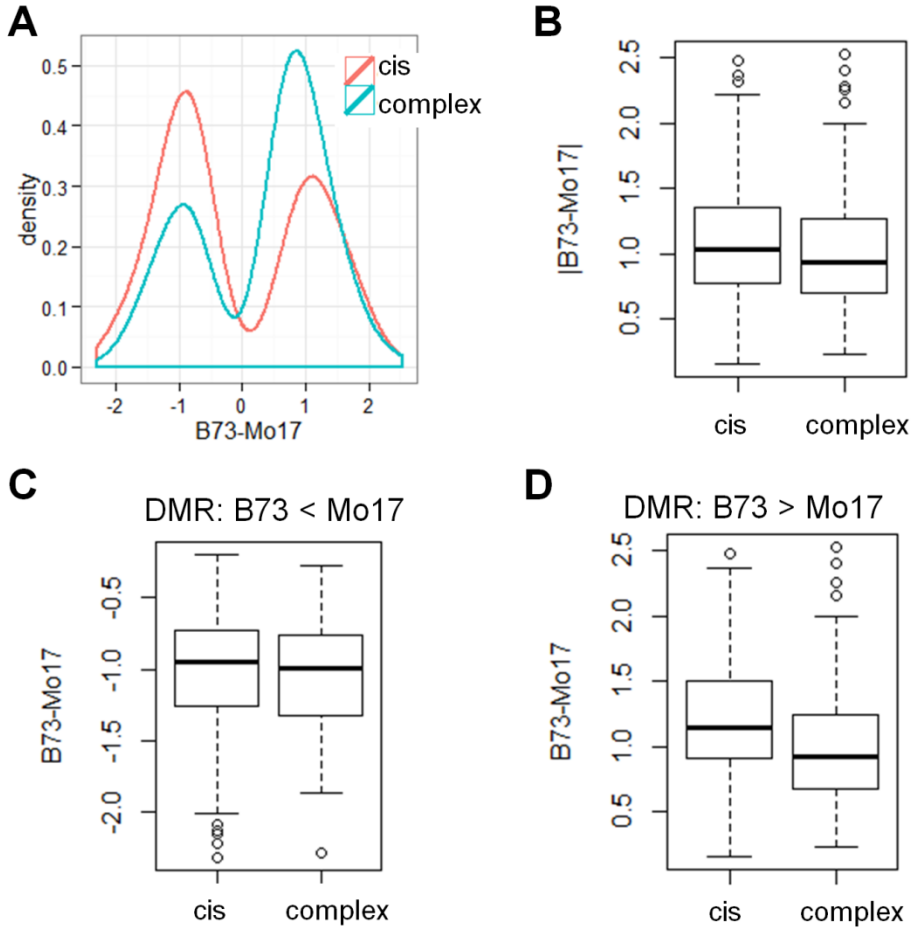 A
cis
complex
density
0.5
0.4
0.3
0.2
0.1
0.0
-2 -1 0 1 2
B73-Mo17
B
|B73-Mo17|
2.5
2.0
1.5
1.0
0.5
cis complex
C
DMR: B73 < Mo17
B73-Mo17
-0.5
-1.0
-1.5
-2.0
cis complex
D
DMR: B73 > Mo17
B73-Mo17
2.5
2.0
1.5
1.0
0.5
cis complex